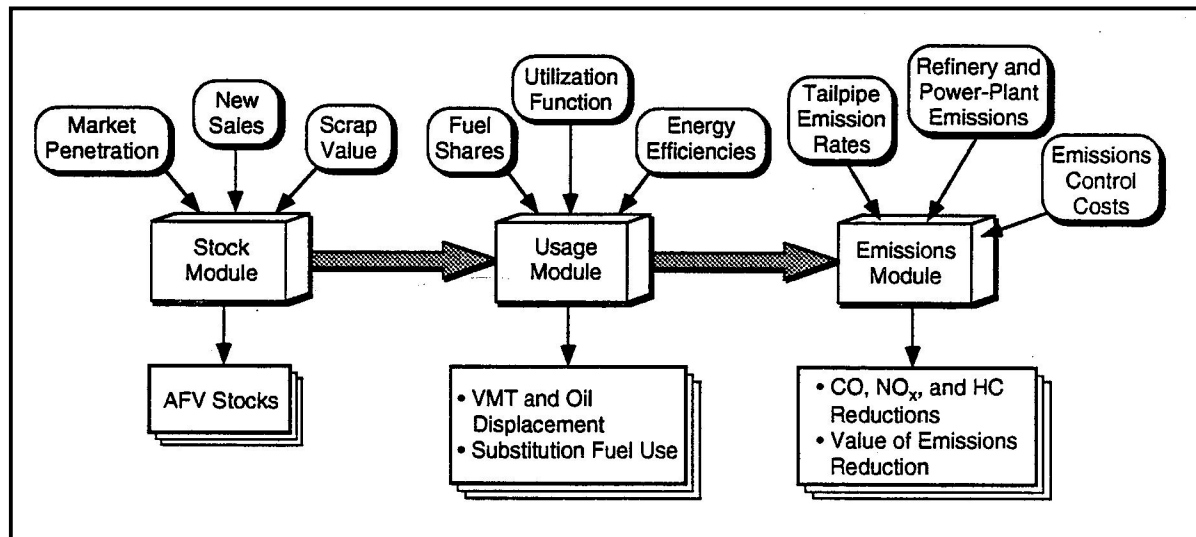 Market
Penetration
New
Sales
Scrap
Value
Fuel
Shares
Utilization
Function
Energy
Efficiencies
Tailpipe
Emission
Rates
Refinery and
Power-Plant
Emissions
Emissions
Control
Costs
Stock
Module
Usage
Module
Emissions
Module
AFV Stocks
• VMT and Oil
Displacement
• Substitution Fuel Use
• CO, NOx, and HC
Reductions
• Value of Emissions
Reduction